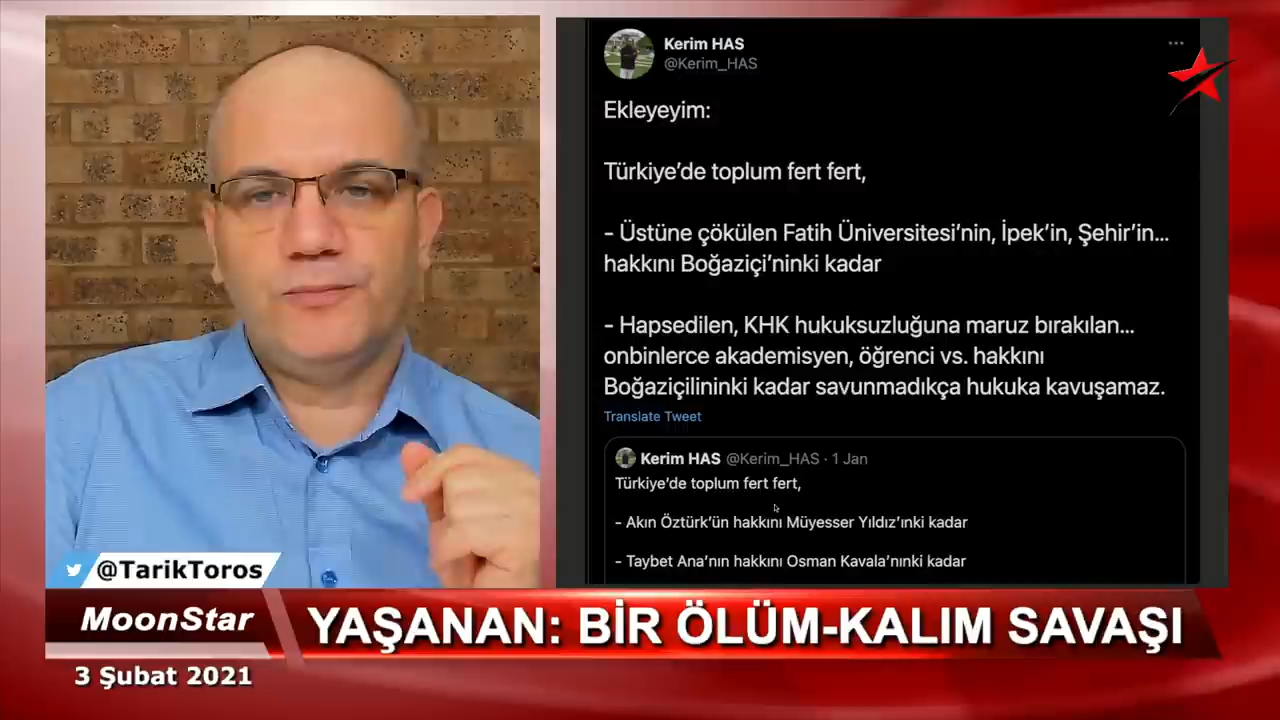 Kerim HAS
@Kerim_HAS
Ekleyeyim:
Türkiye’de toplum fert fert,
- Üstüne çökülen Fatih Üniversitesi’nin, İpek’in, Şehir’in...
hakkını Boğaziçi’ninki kadar
- Hapsedilen, KHK hukuksuzluğuna maruz bırakılan...
onbinlerce akademisyen, öğrenci vs. hakkını
Boğaziçilininki kadar savunmadıkça hukuka kavuşamaz.
Translate Tweet
Kerim HAS @Kerim_HAS · 1 Jan
Türkiye’de toplum fert fert,
- Akın Öztürk’ün hakkını Müyesser Yıldız’ınki kadar
- Taybet Ana’nın hakkını Osman Kavala’nınki kadar
@TarikToros
MoonStar
YAŞANAN: BİR ÖLÜM-KALIM SAVAŞI
3 Şubat 2021